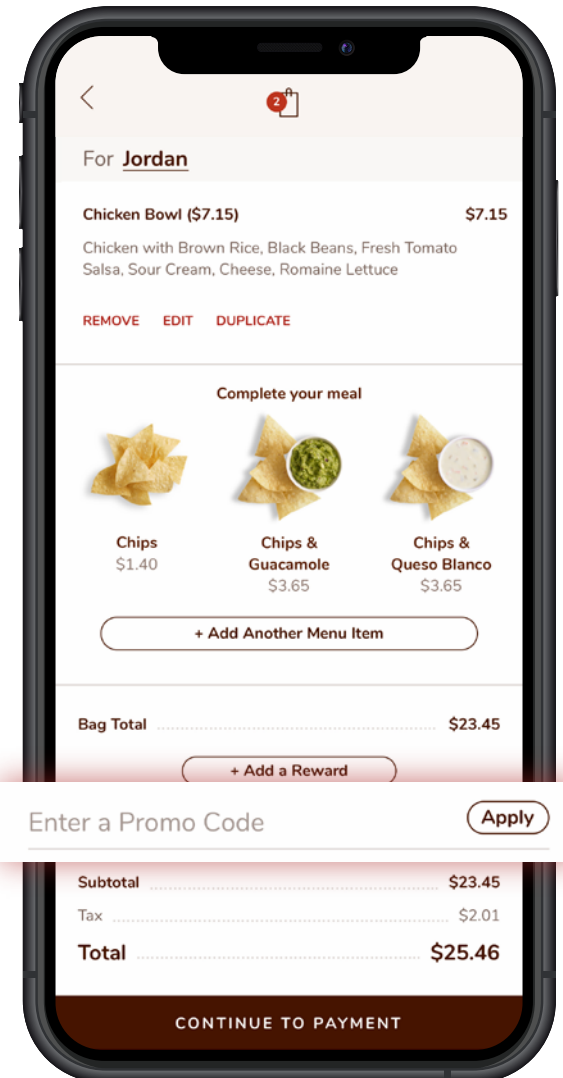 2
For Jordan
Chicken Bowl ($7.15) $7.15
Chicken with Brown Rice, Black Beans, Fresh Tomato
Salsa, Sour Cream, Cheese, Romaine Lettuce
REMOVE EDIT DUPLICATE
Complete your meal
Chips
$1.40
Chips &
Guacamole
$3.65
Chips &
Queso Blanco
$3.65
+ Add Another Menu Item
Bag Total $23.45
+ Add a Reward
Enter a Promo Code Apply
Subtotal $23.45
Tax $2.01
Total $25.46
CONTINUE TO PAYMENT